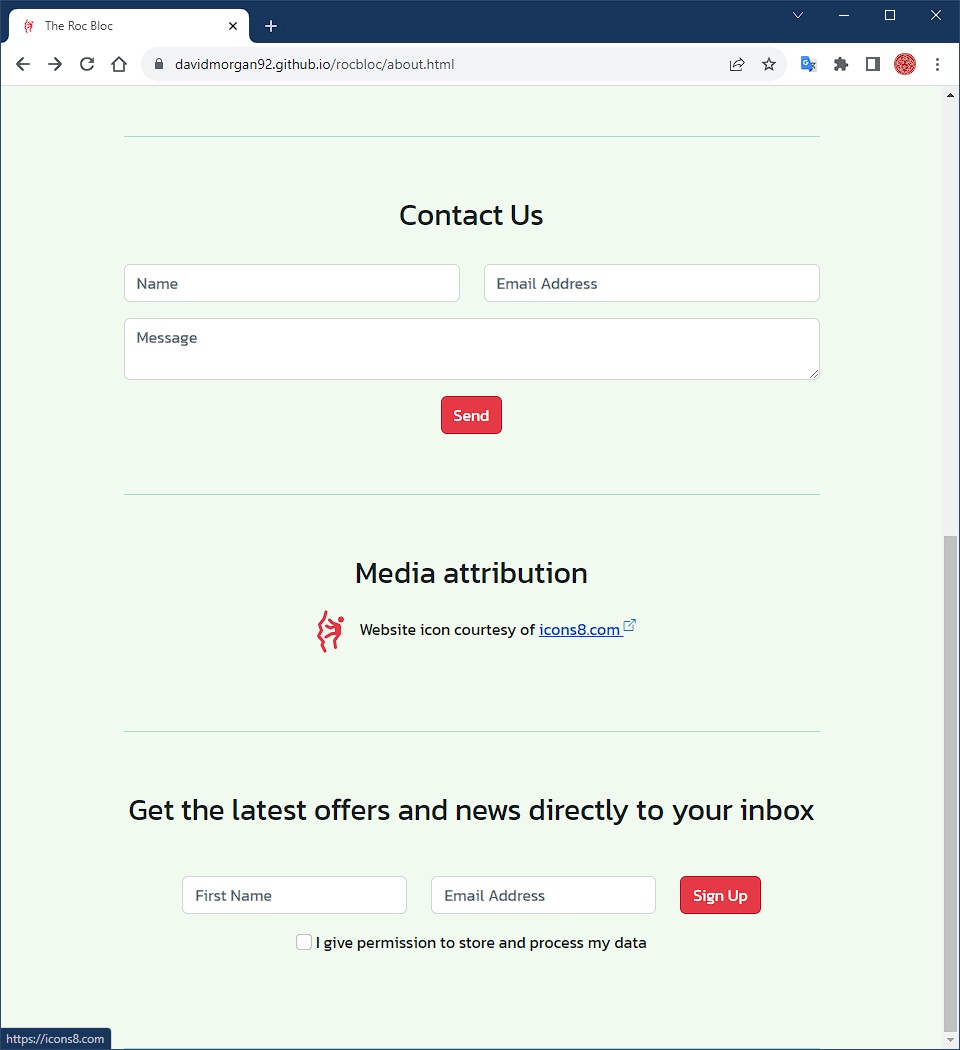 The Roc Bloc
davidmorgan92.github.io/rocbloc/about.html
Contact Us
Name Email Address
Message
Send
Media attribution
Website icon courtesy of icons8.com
Get the latest offers and news directly to your inbox
First Name Email Address Sign Up
I give permission to store and process my data
https://icons8.com